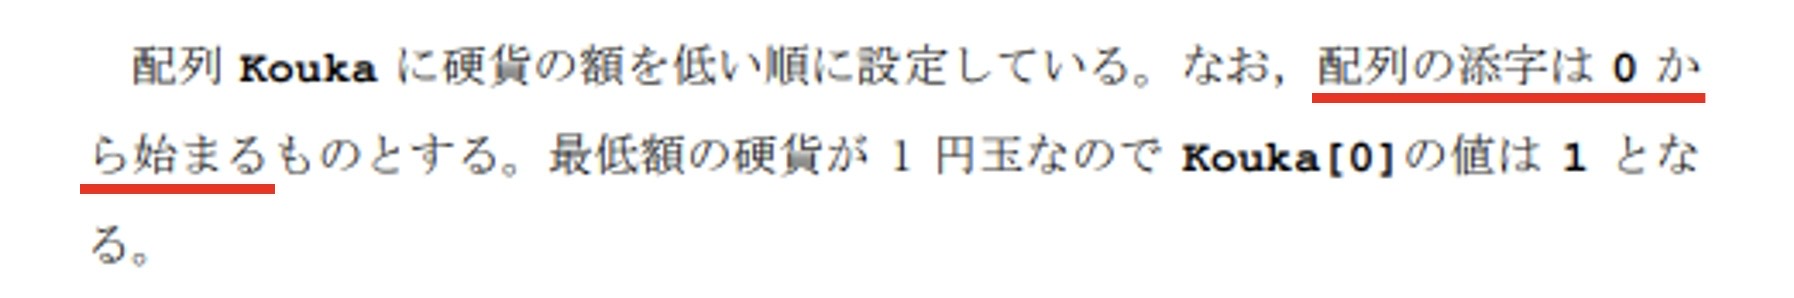 配列 Kouka に硬貨の額を低い順に設定している。なお，配列の添字は 0 か
ら始まるものとする。最低額の硬貨が 1 円玉なので Kouka[0]の値は 1 とな
る。